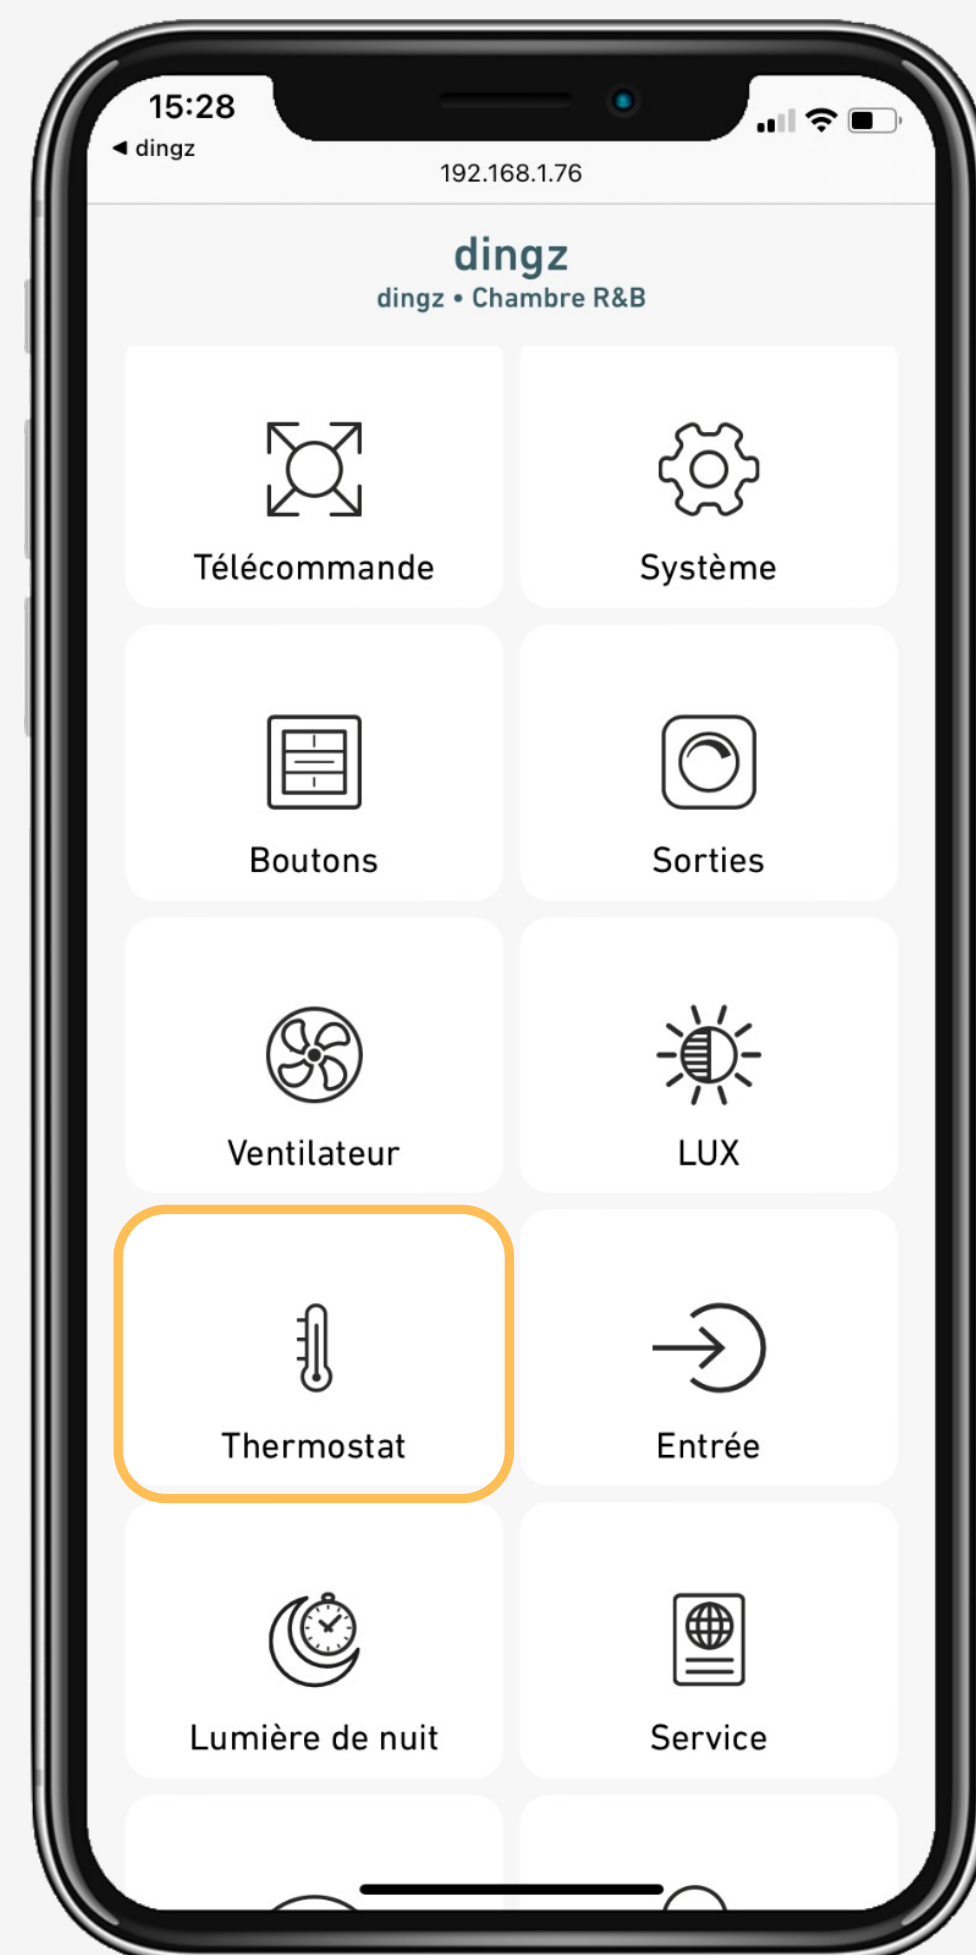 15:28
◀ dingz
192.168.1.76
dingz
dingz • Chambre R&B
Télécommande
Système
Boutons
Sorties
Ventilateur
LUX
Thermostat
Entrée
Lumière de nuit
Service